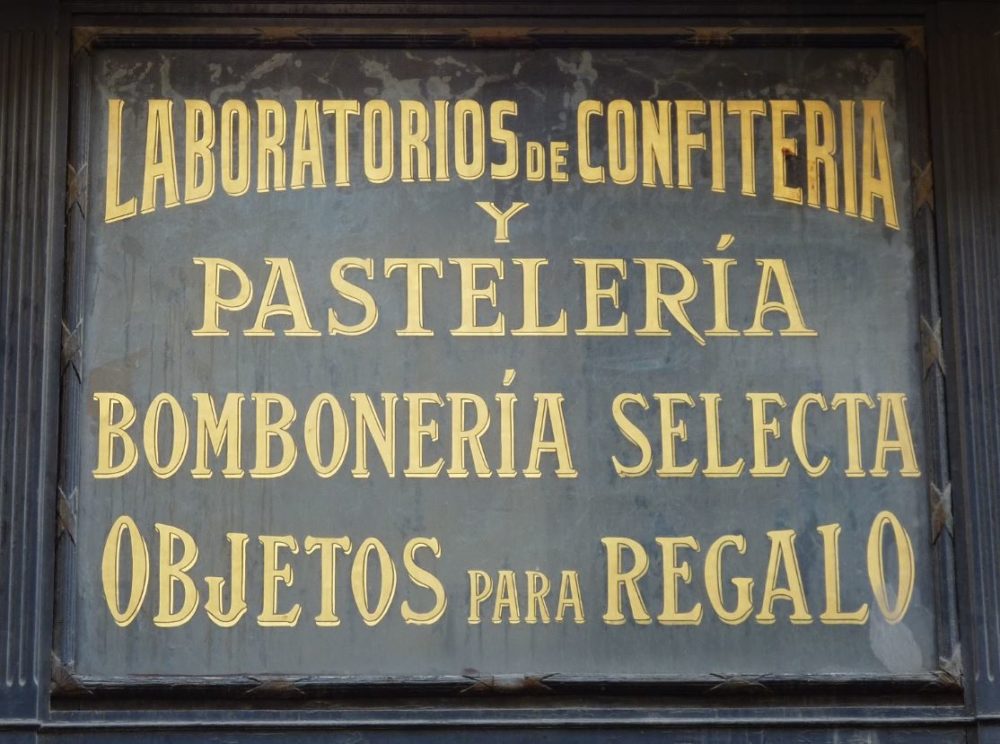 LABORATORIOS DE CONFITERIA
Y
PASTELERÍA
BOMBONERÍA SELECTA
OBJETOS PARA REGALO